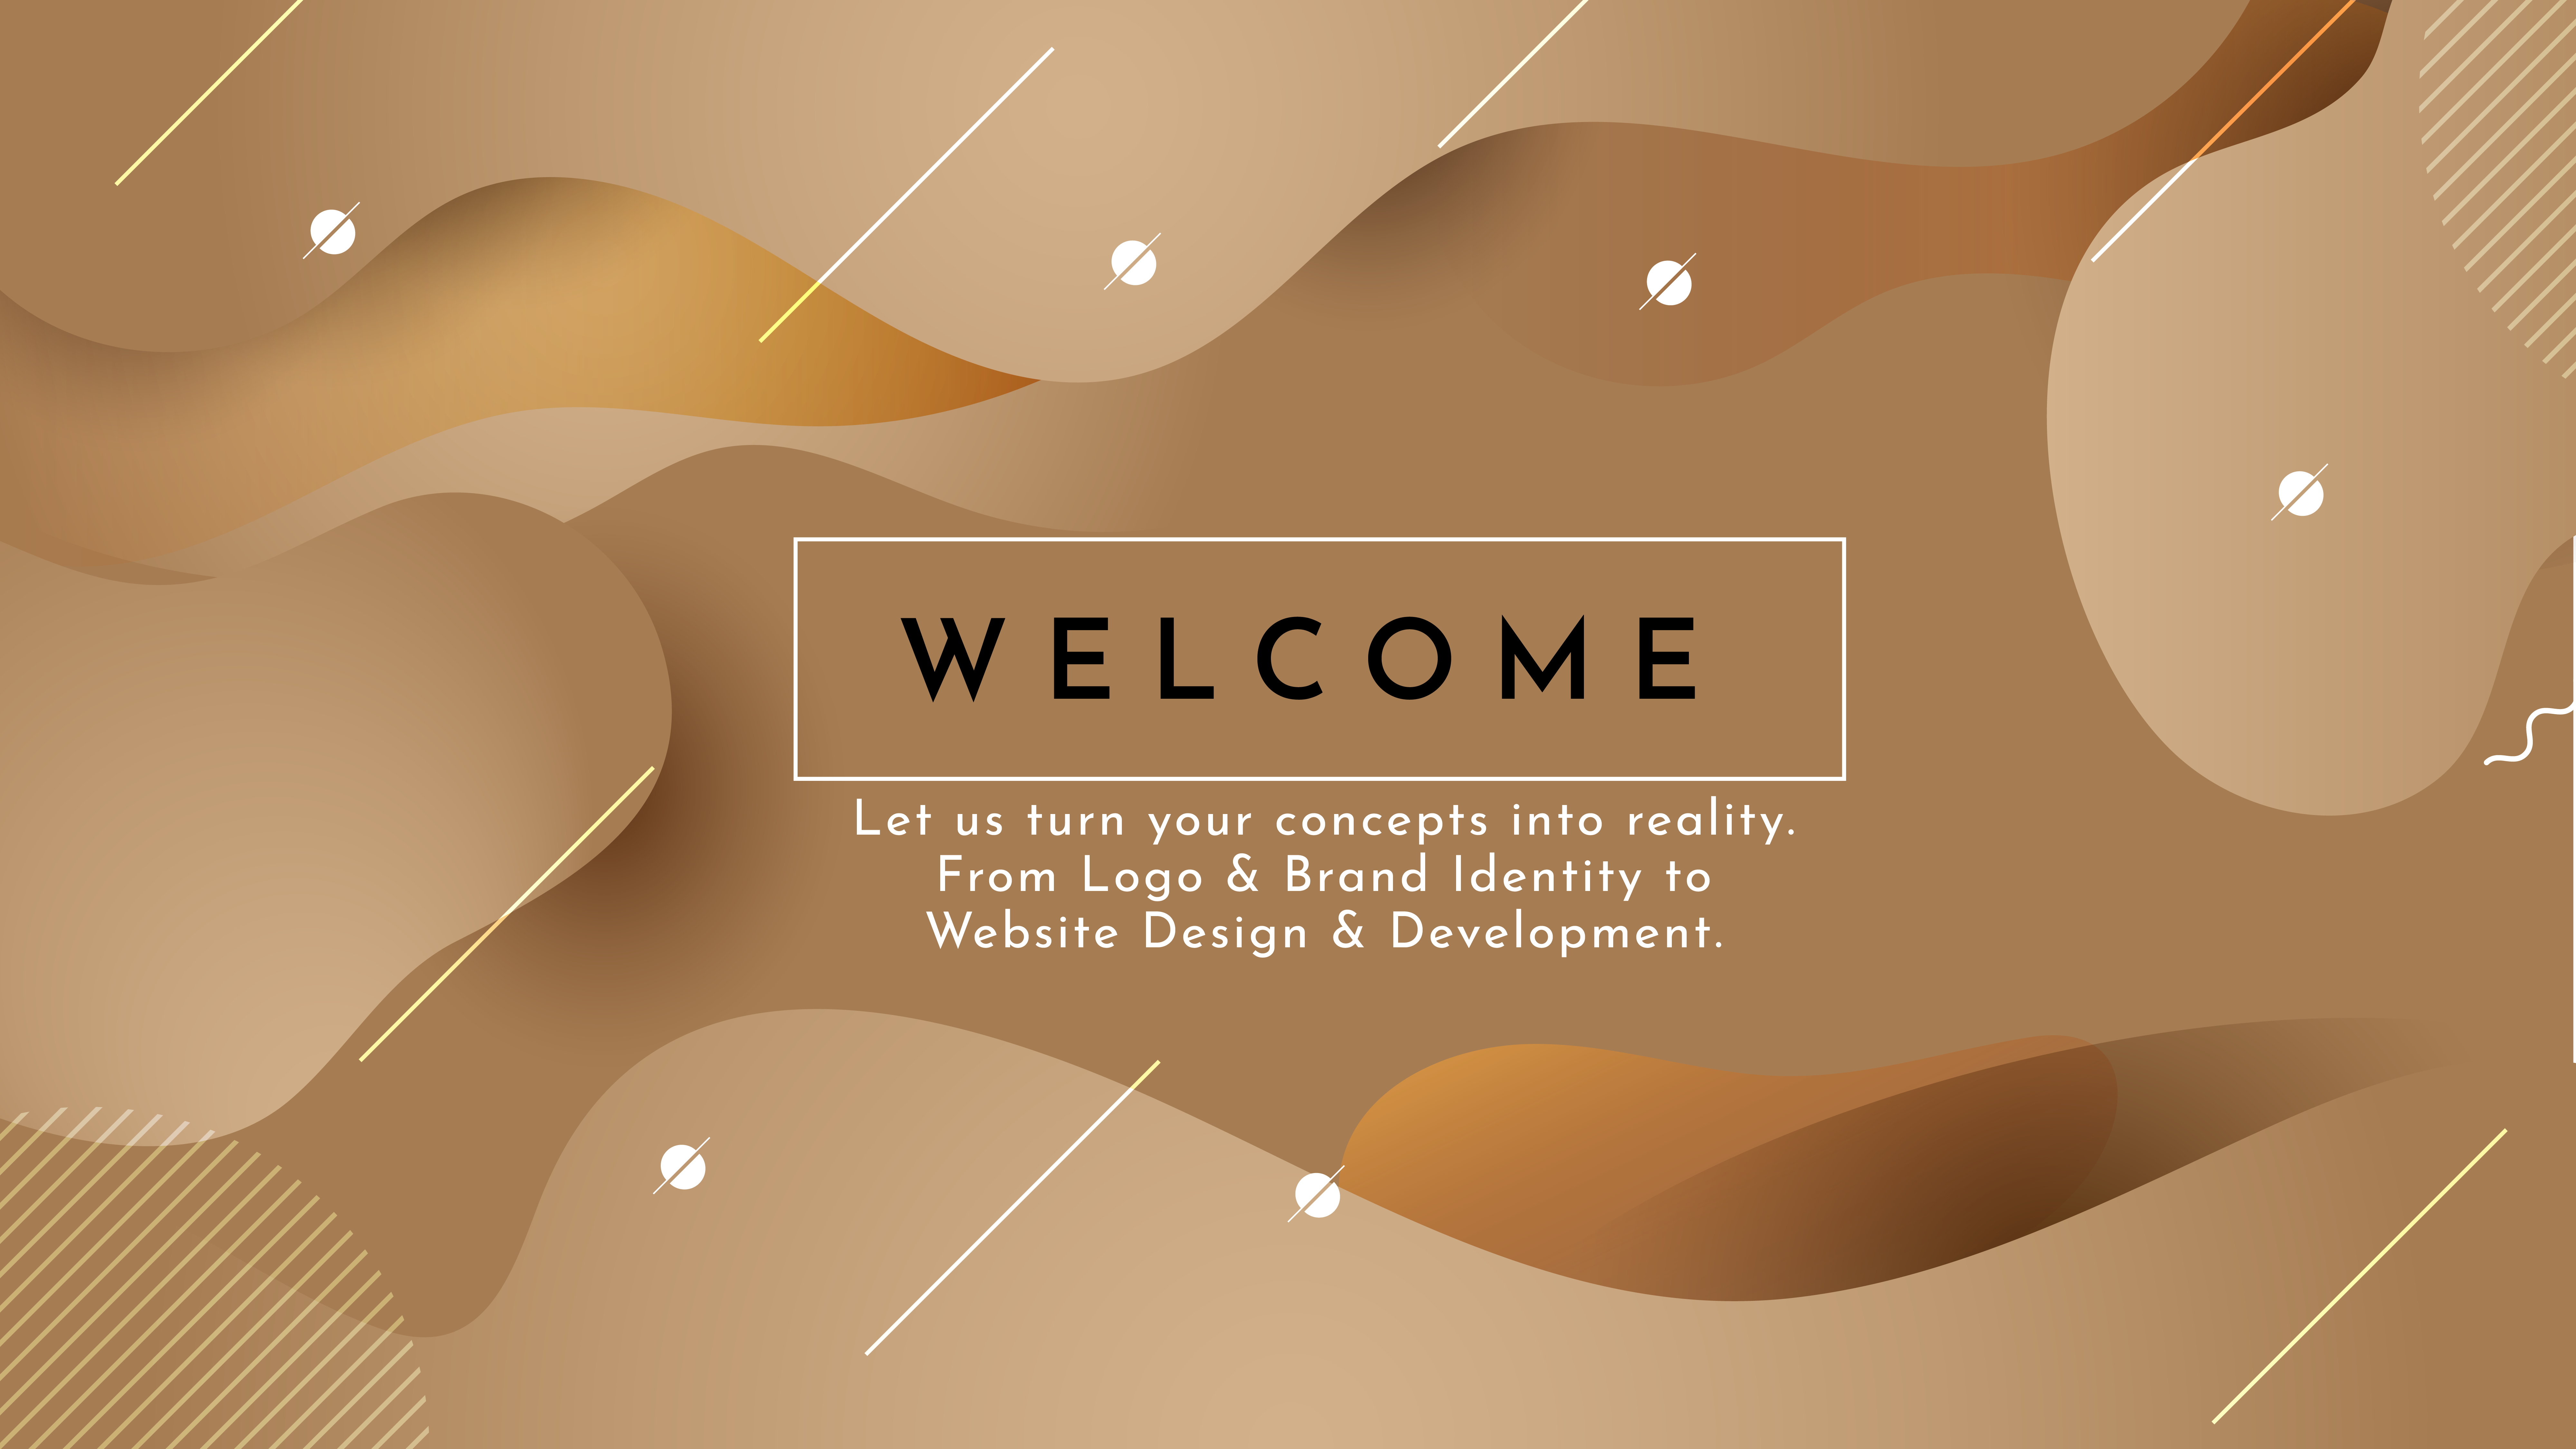 WELCOME
Let us turn your concepts into reality.
From Logo & Brand Identity to
Website Design & Development.